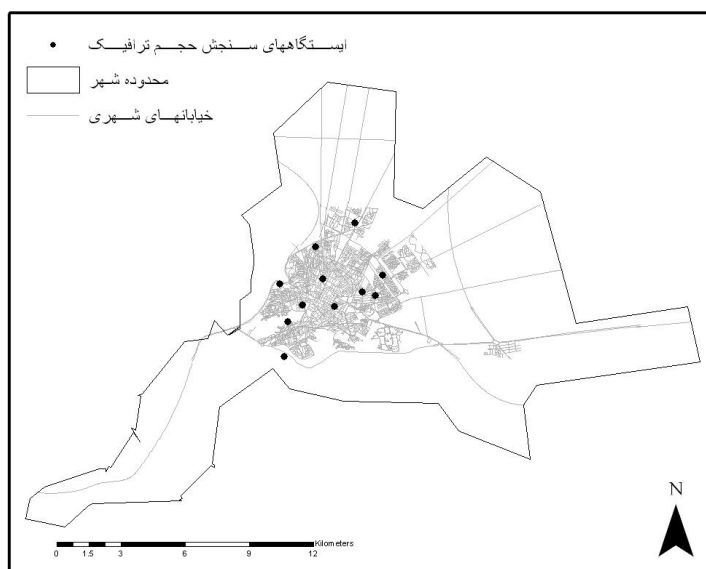 ایستگاههای سنجش حجم ترافیک
محدوده شهر
خیابانهای شهری
N
Kilometers
0 1.5 3 6 9 12